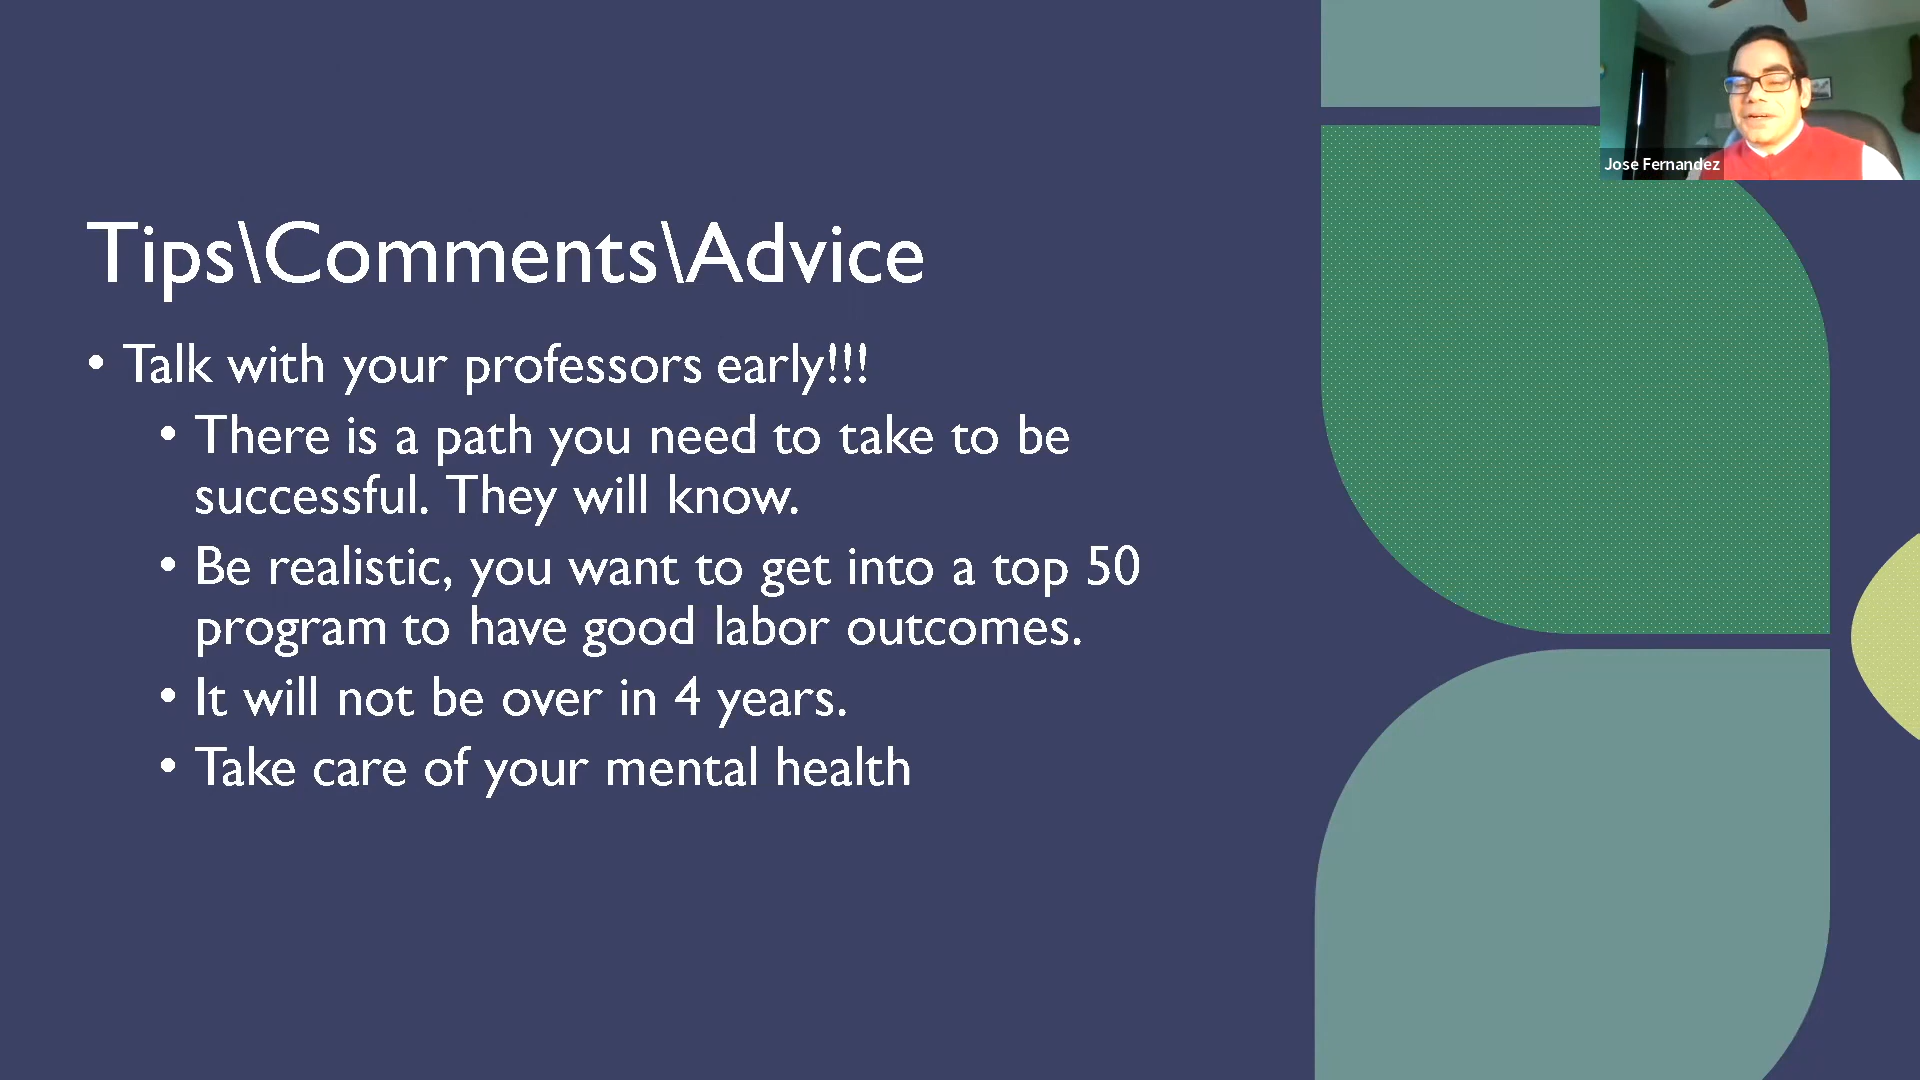 Jose Fernandez
Tips\Comments\Advice
• Talk with your professors early!!!
• There is a path you need to take to be
successful. They will know.
• Be realistic, you want to get into a top 50
program to have good labor outcomes.
• It will not be over in 4 years.
• Take care of your mental health